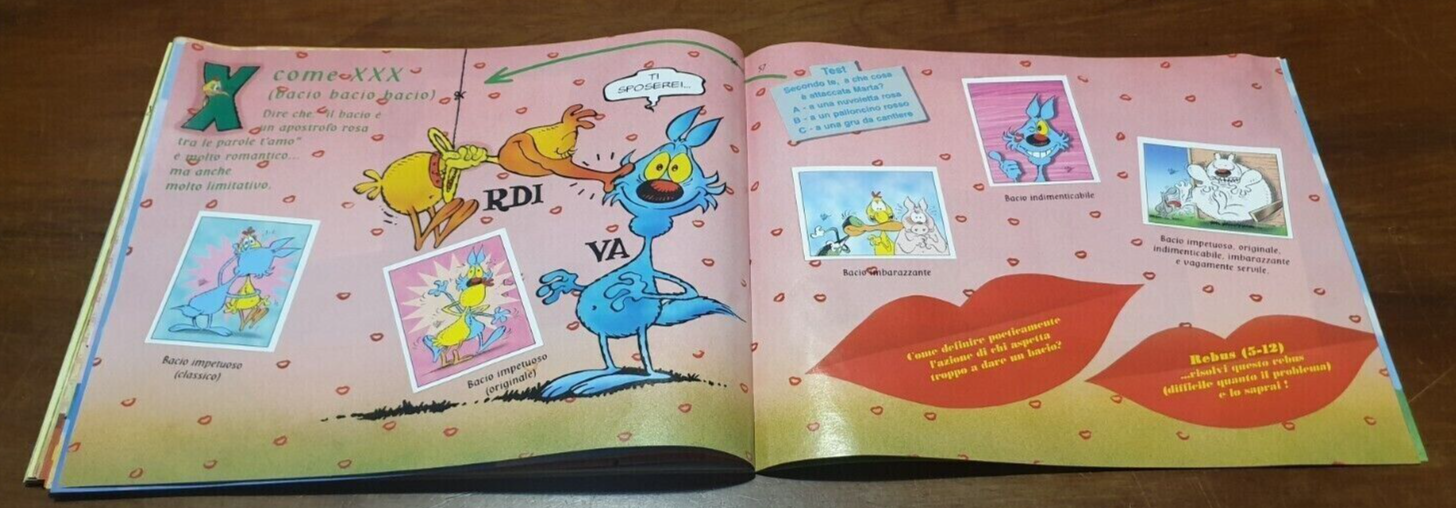 X
come XXX
(bacio bacio bacio)
Dire che "il bacio è
un apostrofo rosa
tra le parole t'amo"
è molto romantico...
ma anche
molto limitativo.
Bacio impetuoso
(classico)
Bacio impetuoso
(originale)
RDI
VA
TI
SPOSEREI...
57
Test
Secondo te, a che cosa
è attaccata Marta?
A - a una nuvoletta rosa
B - a un palloncino rosso
C - a una gru da cantiere
Bacio imbarazzante
Bacio indimenticabile
Bacio impetuoso, originale,
indimenticabile, imbarazzante
e vagamente servile.
Come definire poeticamente
l'azione di chi aspetta
troppo a dare un bacio?
Rebus (5-12)
...risolvi questo rebus
(difficile quanto il problema)
e lo saprai !